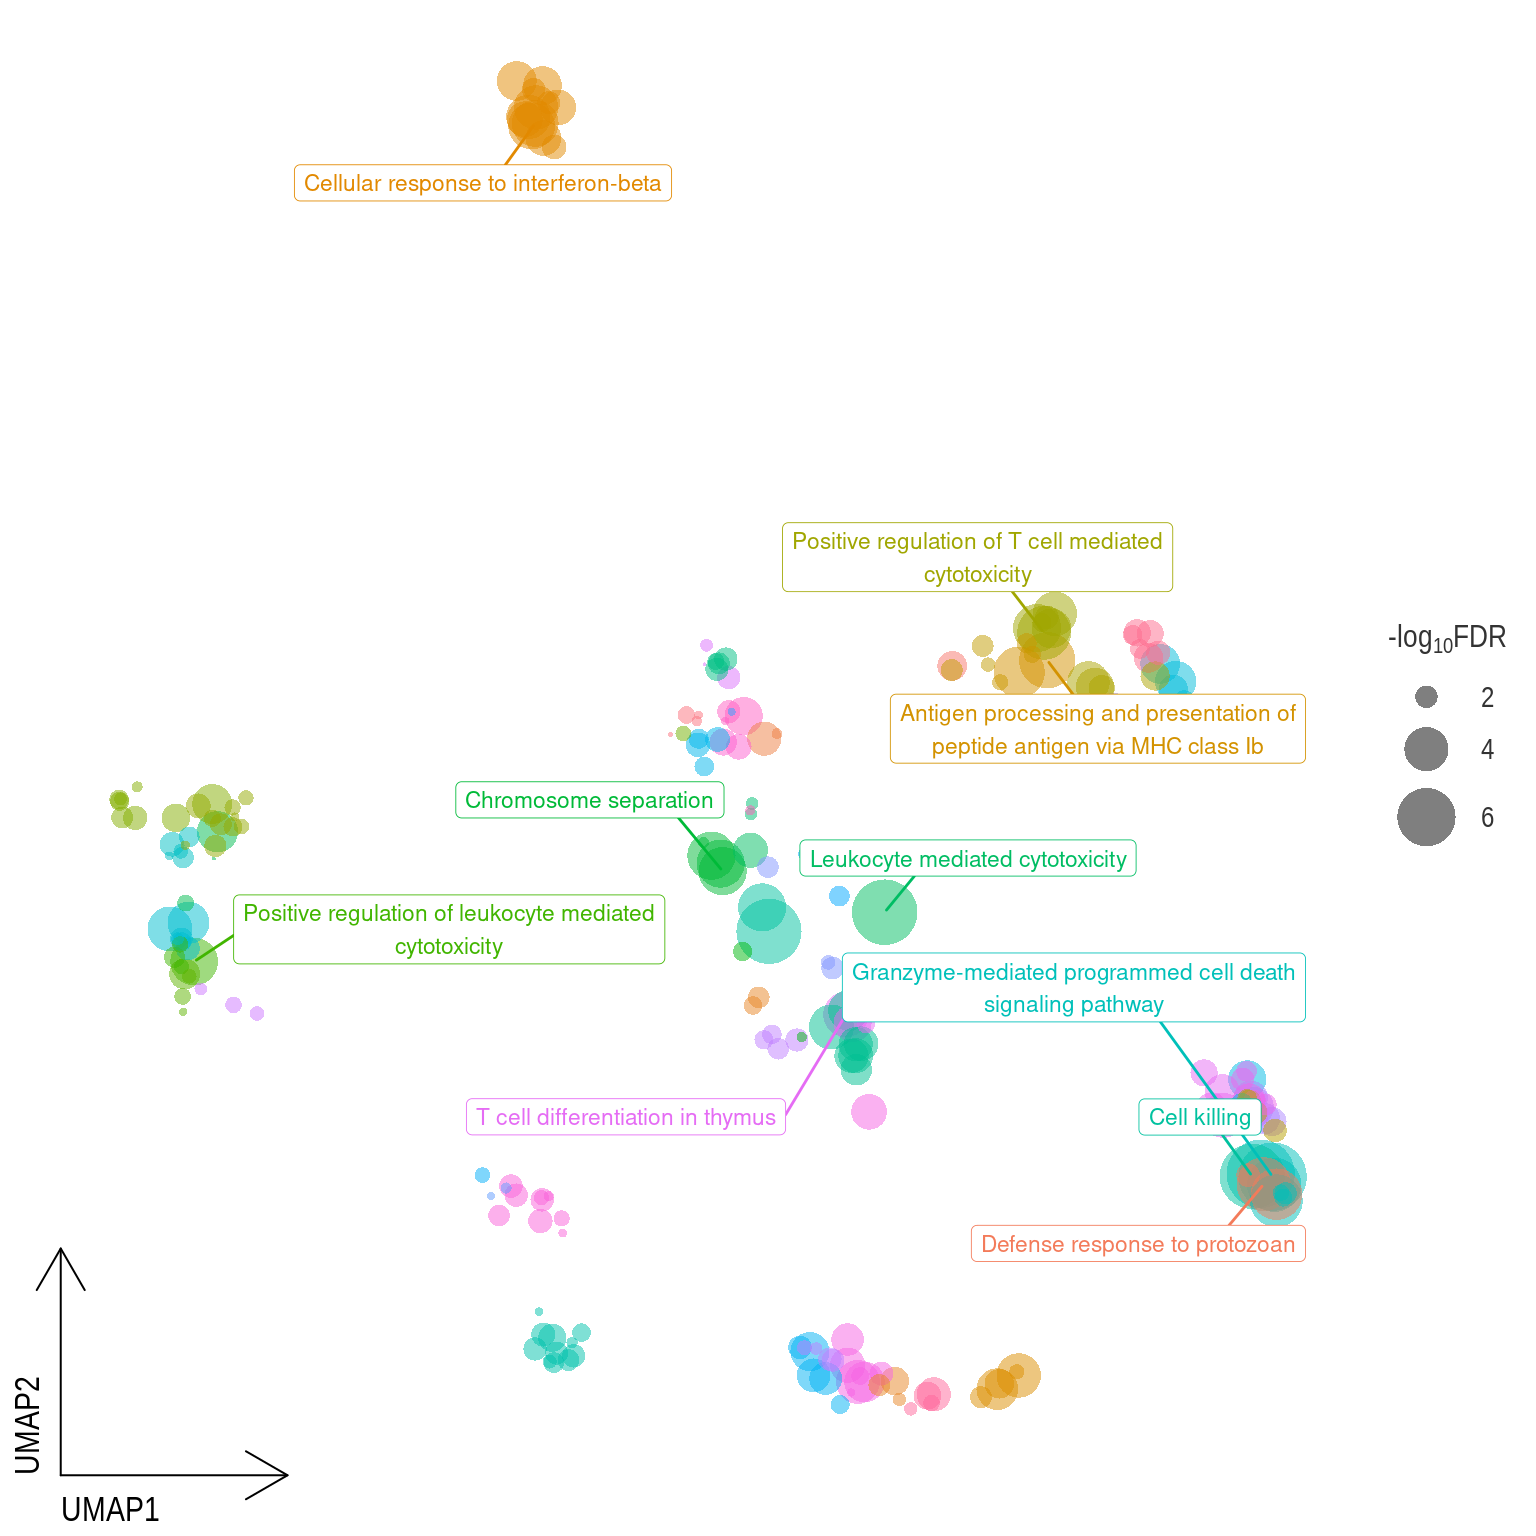 Cellular response to interferon-beta
Positive regulation of T cell mediated
cytotoxicity
-log10FDR
2
4
6
Antigen processing and presentation of
peptide antigen via MHC class Ib
Chromosome separation
Leukocyte mediated cytotoxicity
Positive regulation of leukocyte mediated
cytotoxicity
Granzyme-mediated programmed cell death
signaling pathway
T cell differentiation in thymus
Cell killing
Defense response to protozoan
UMAP2
UMAP1